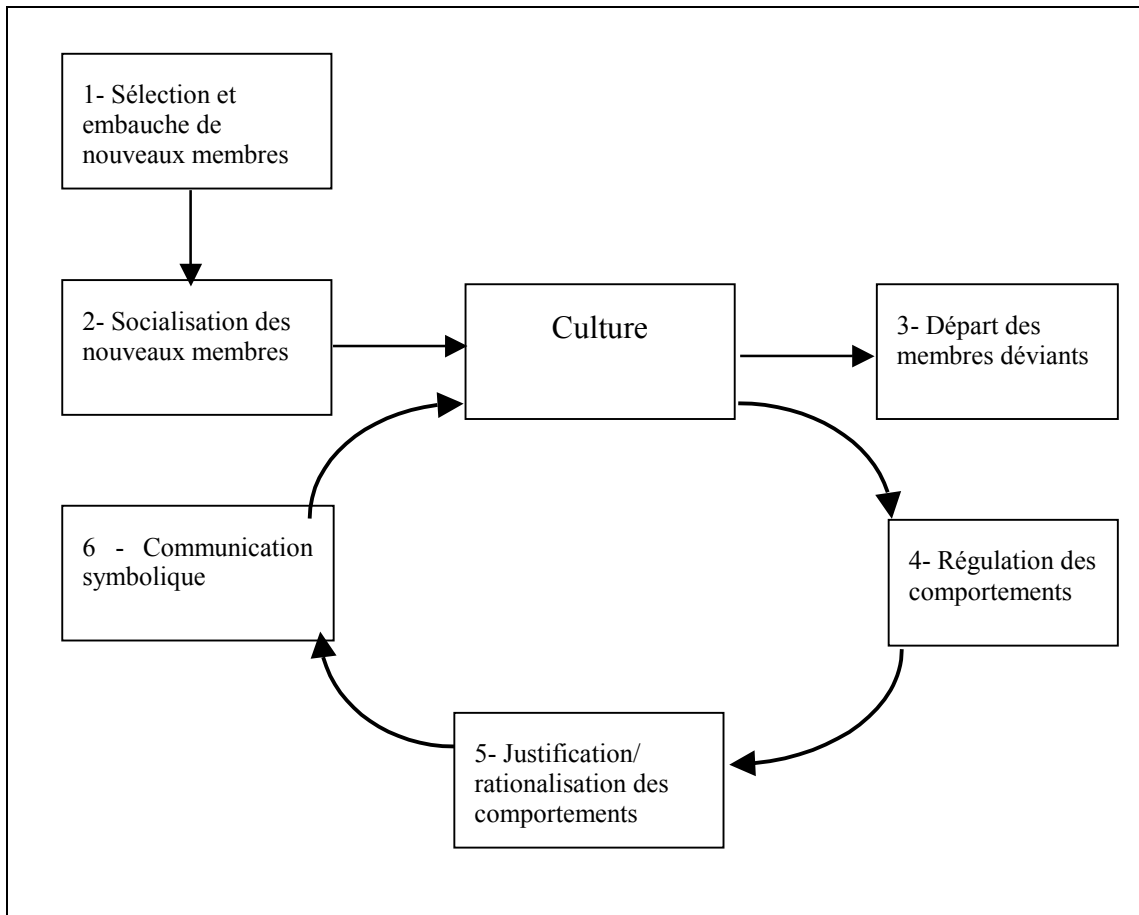 1- Sélection et
embauche de
nouveaux membres
2- Socialisation des
nouveaux membres
Culture
3- Départ des
membres déviants
6 - Communication
symbolique
4- Régulation des
comportements
5- Justification/
rationalisation des
comportements